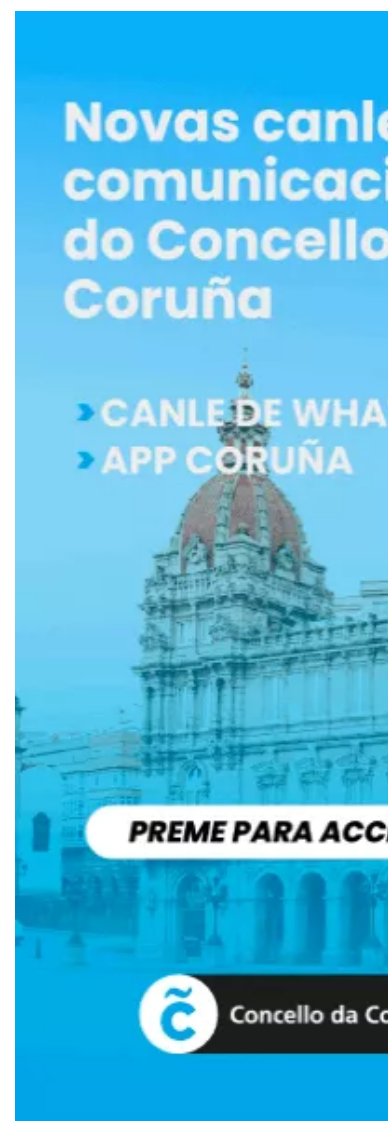 Novas canle
comunicaci
do Concello
Coruña
CANLE DE WHA
APP CORUÑA
PREME PARA ACC
Concello da Co